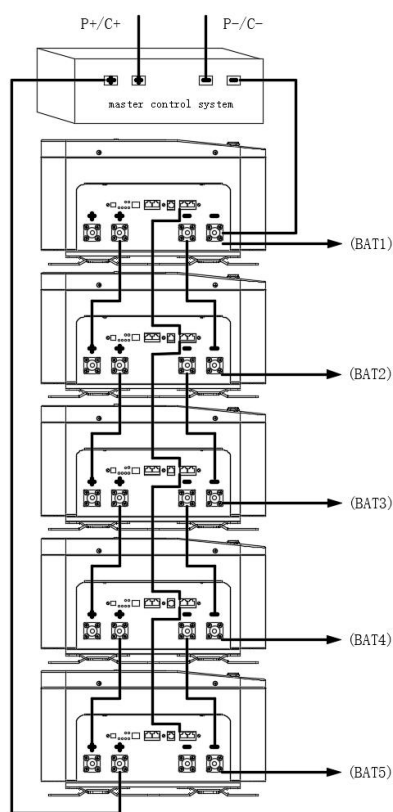 P+/C+ P-/C-
master control system
(BAT1)
(BAT2)
(BAT3)
(BAT4)
(BAT5)